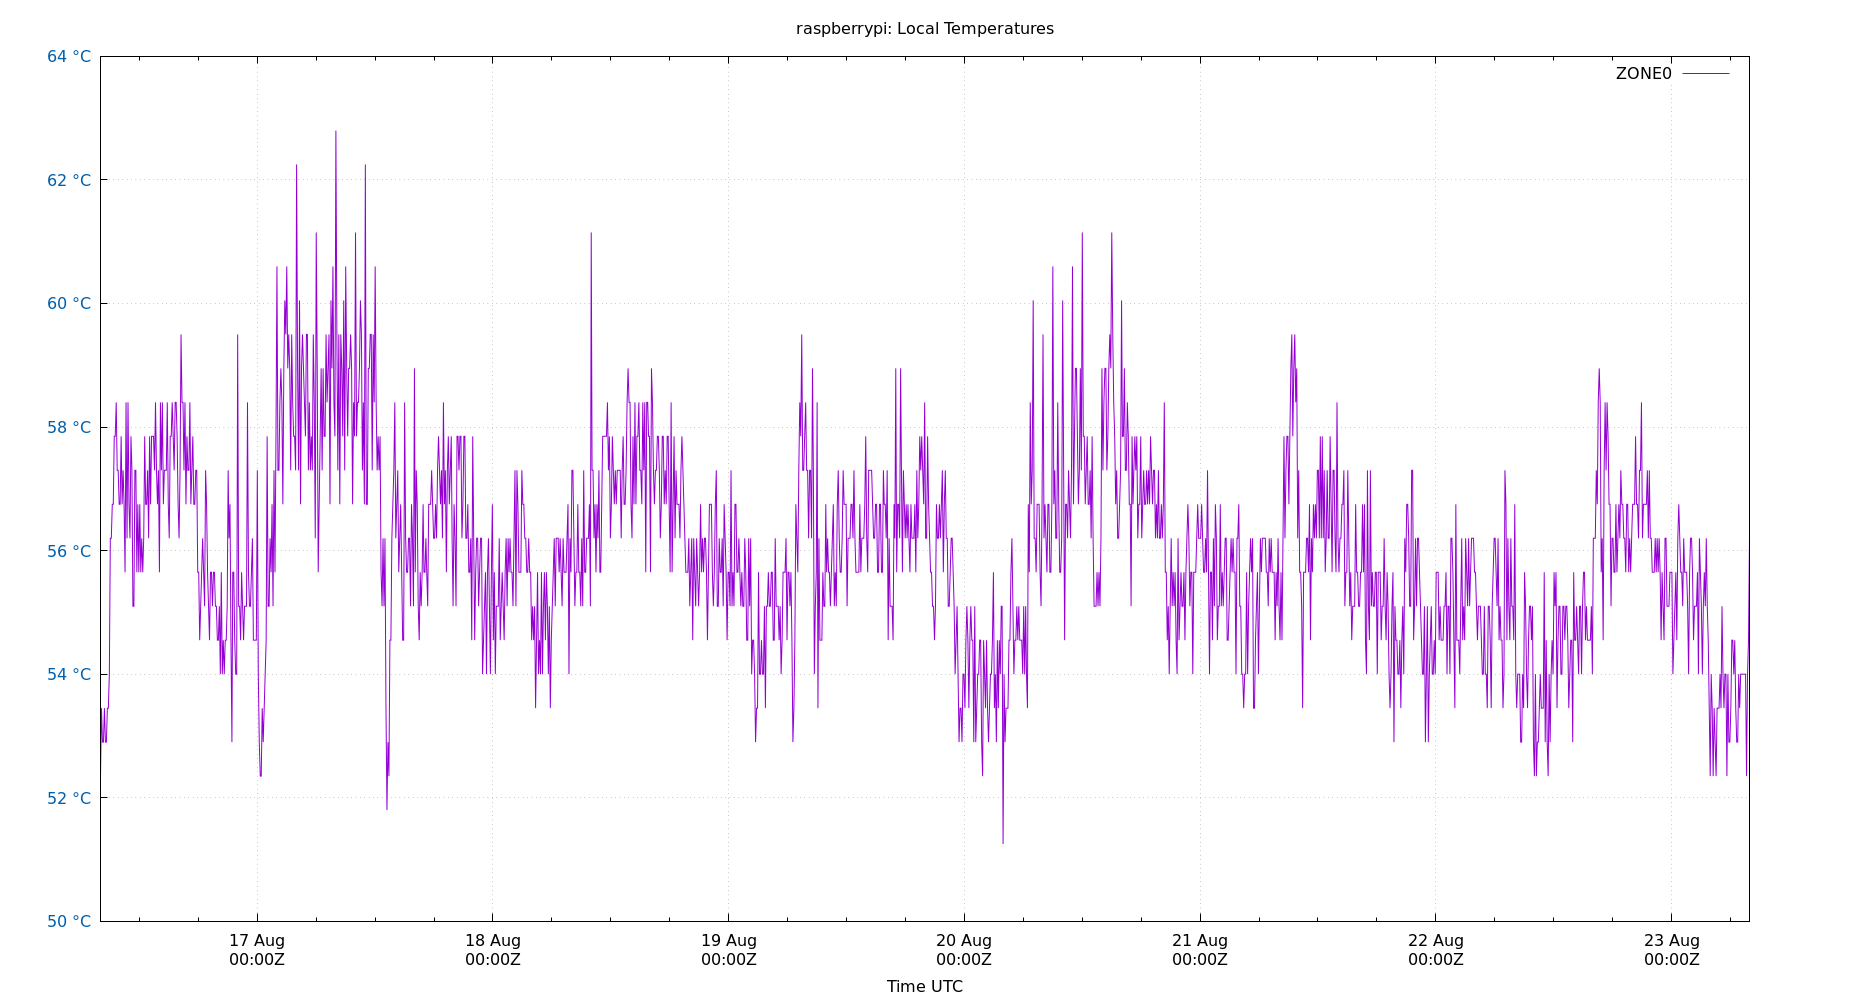 raspberrypi: Local Temperatures
64 °C
ZONE0
62 °C
60 °C
58 °C
56 °C
54 °C
52 °C
50 °C
17 Aug
00:00Z
18 Aug
00:00Z
19 Aug
00:00Z
20 Aug
00:00Z
21 Aug
00:00Z
22 Aug
00:00Z
23 Aug
00:00Z
Time UTC